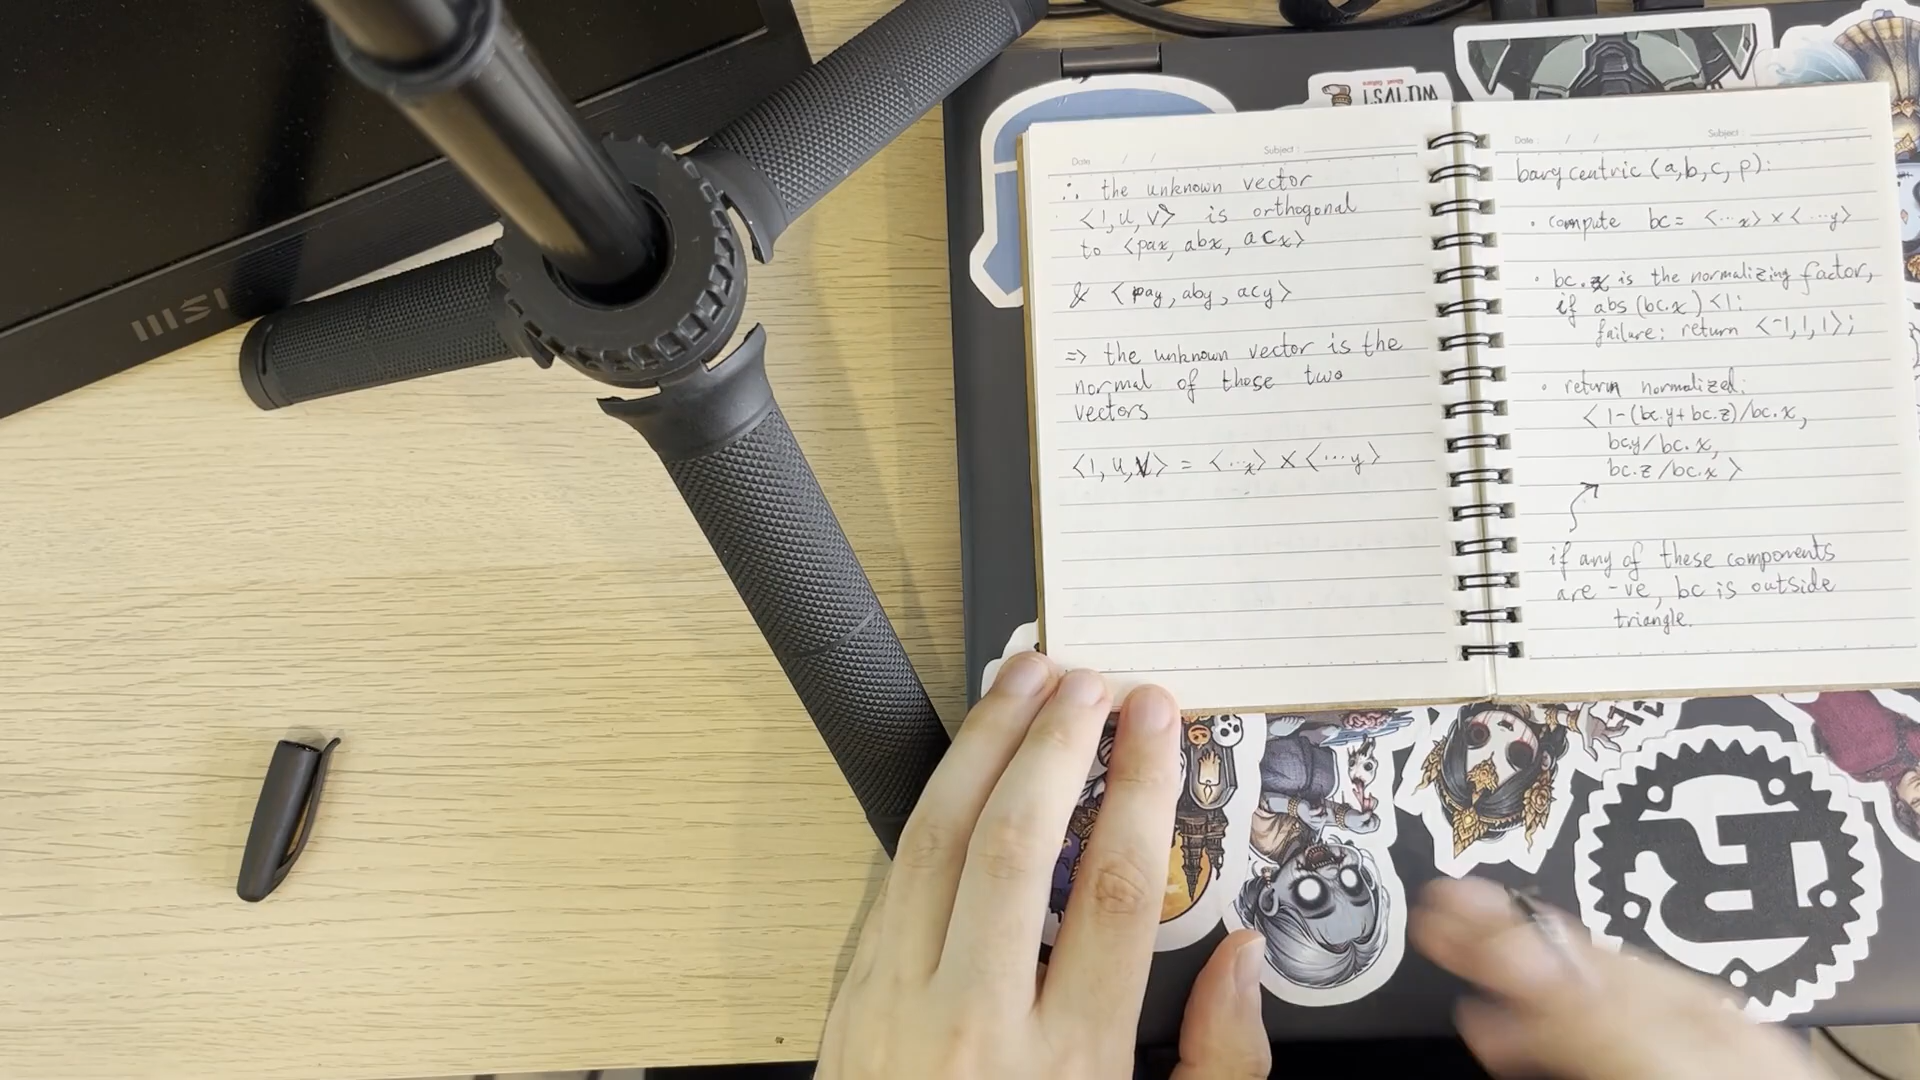 msi
WCIVSI
Date / /
Subject :
∴ the unknown vector
<1,u,v> is orthogonal
to <pax, abx, acx>
& <pay, aby, acy>
=> the unknown vector is the
normal of these two
vectors
<1,u,v> = <...x> x <...y>
Date : / /
Subject :
barycentric (a,b,c,p):
• compute bc = <...x> x <...y>
• bc.x is the normalizing factor,
if abs(bc.x) <1:
failure: return <-1,1,1>;
• return normalized:
<1-(bc.y+bc.z)/bc.x,
bc.y/bc.x,
bc.z/bc.x>
if any of these components
are -ve, bc is outside
triangle.
R